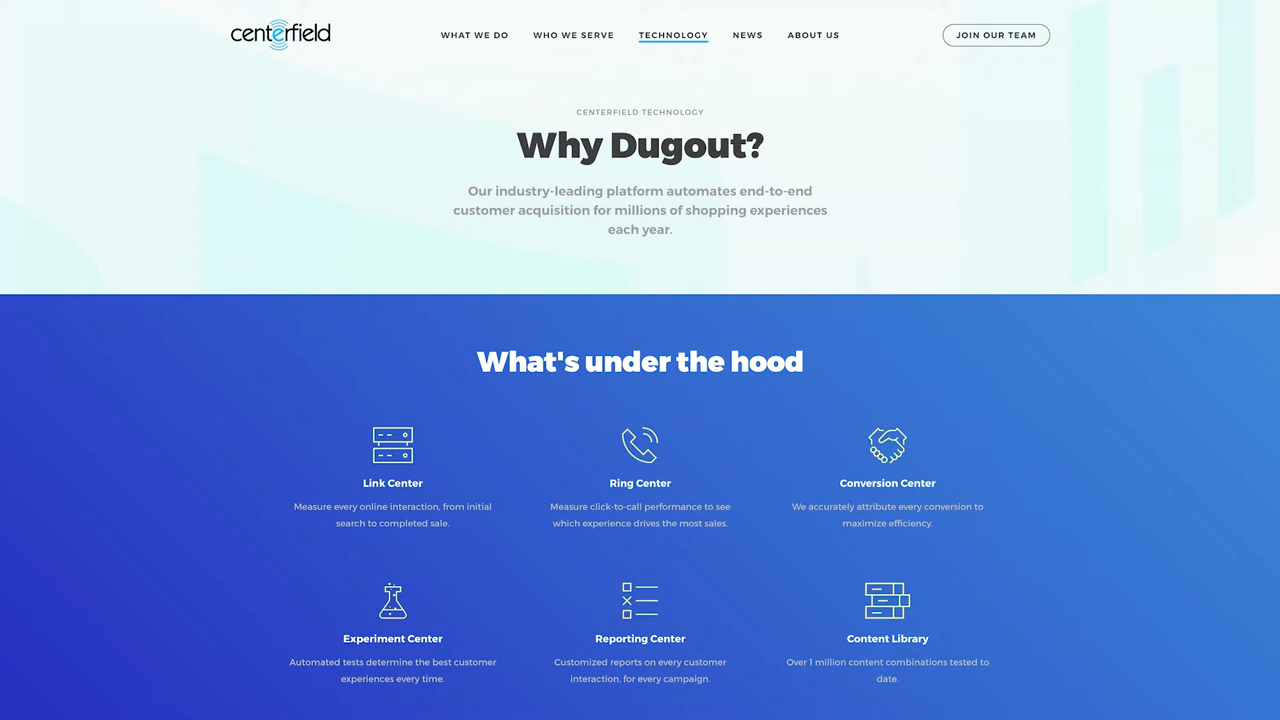 centerfield
WHAT WE DO
WHO WE SERVE
TECHNOLOGY
NEWS
ABOUT US
JOIN OUR TEAM
CENTERFIELD TECHNOLOGY
Why Dugout?
Our industry-leading platform automates end-to-end
customer acquisition for millions of shopping experiences
each year.
What's under the hood
Link Center
Measure every online interaction, from initial
search to completed sale.
Ring Center
Measure click-to-call performance to see
which experience drives the most sales.
Conversion Center
We accurately attribute every conversion to
maximize efficiency.
Experiment Center
Automated tests determine the best customer
experiences every time.
Reporting Center
Customized reports on every customer
interaction, for every campaign.
Content Library
Over 1 million content combinations tested to
date.